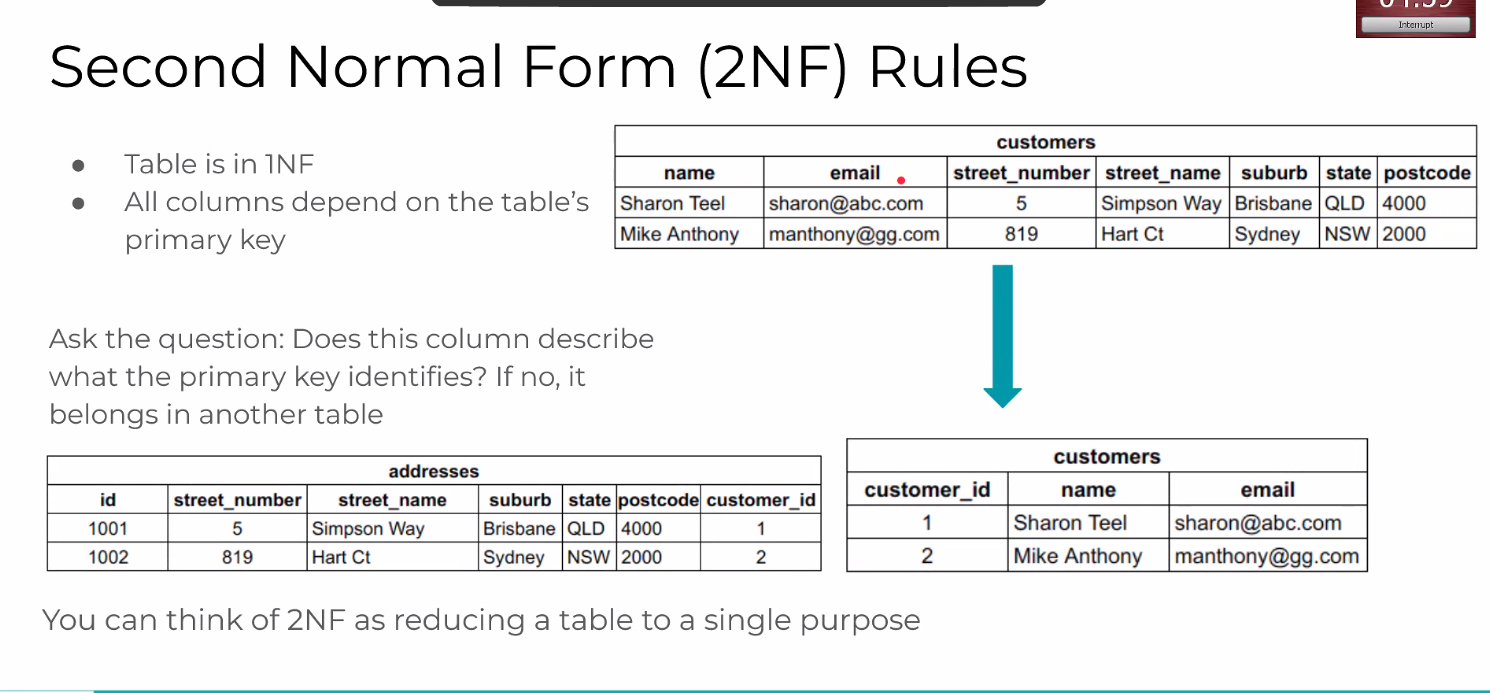 Interrupt
Second Normal Form (2NF) Rules
● Table is in 1NF
● All columns depend on the table's
primary key
customers
name email street_number street_name suburb state postcode
Sharon Teel sharon@abc.com 5 Simpson Way Brisbane QLD 4000
Mike Anthony manthony@gg.com 819 Hart Ct Sydney NSW 2000
Ask the question: Does this column describe
what the primary key identifies? If no, it
belongs in another table
addresses
id street_number street_name suburb state postcode customer_id
1001 5 Simpson Way Brisbane QLD 4000 1
1002 819 Hart Ct Sydney NSW 2000 2
customers
customer_id name email
1 Sharon Teel sharon@abc.com
2 Mike Anthony manthony@gg.com
You can think of 2NF as reducing a table to a single purpose